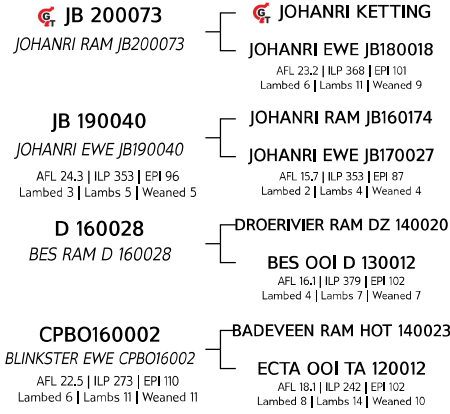 GT JB 200073
JOHANRI RAM JB200073
GT JOHANRI KETTING
JOHANRI EWE JB180018
AFL 23.2 | ILP 368 | EPI 101
Lambed 6 | Lambs 11 | Weaned 9
JB 190040
JOHANRI EWE JB190040
AFL 24.3 | ILP 353 | EPI 96
Lambed 3 | Lambs 5 | Weaned 5
JOHANRI RAM JB160174
JOHANRI EWE JB170027
AFL 15.7 | ILP 353 | EPI 87
Lambed 2 | Lambs 4 | Weaned 4
D 160028
BES RAM D 160028
DROERIVIER RAM DZ 140020
BES OOI D 130012
AFL 16.1 | ILP 379 | EPI 102
Lambed 4 | Lambs 7 | Weaned 7
CPBO160002
BLINKSTER EWE CPBO16002
AFL 22.5 | ILP 273 | EPI 110
Lambed 6 | Lambs 11 | Weaned 11
BADEVEEN RAM HOT 140023
ECTA OOI TA 120012
AFL 18.1 | ILP 242 | EPI 102
Lambed 8 | Lambs 14 | Weaned 10